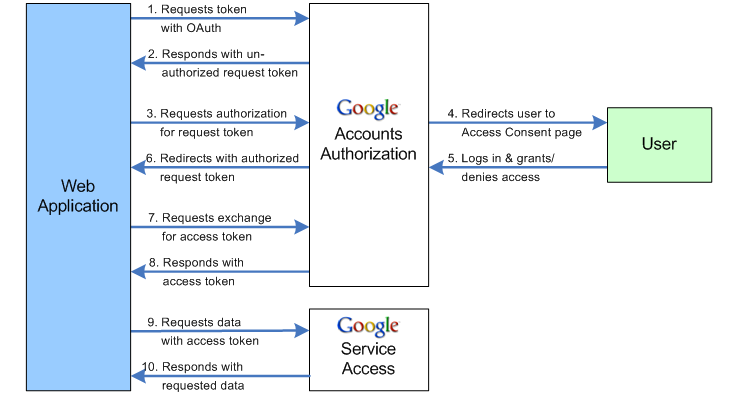 1. Requests token
with OAuth
2. Responds with un-
authorized request token
3. Requests authorization
for request token
Google
Accounts
Authorization
4. Redirects user to
Access Consent page
User
5. Logs in & grants/
denies access
6. Redirects with authorized
request token
Web
Application
7. Requests exchange
for access token
8. Responds with
access token
9. Requests data
with access token
Google
Service
Access
10. Responds with
requested data